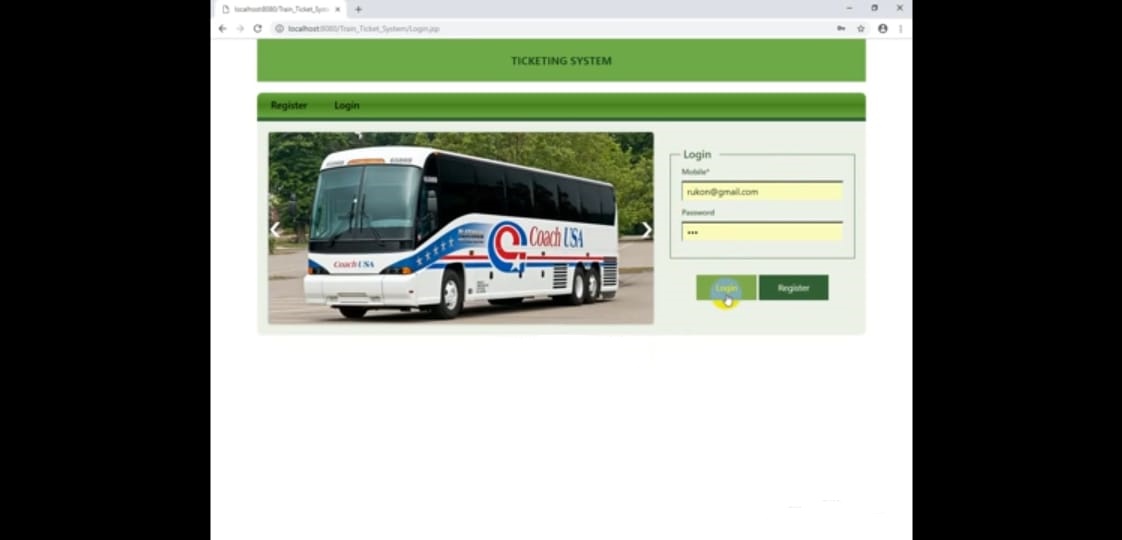 localhost:8080/Train_Ticket_Syst
localhost:8080/Train_Ticket_System/Login.jsp
TICKETING SYSTEM
Register Login
Coach USA
Coach USA
Login
Mobile*
rukon@gmail.com
Password
•••
Login Register